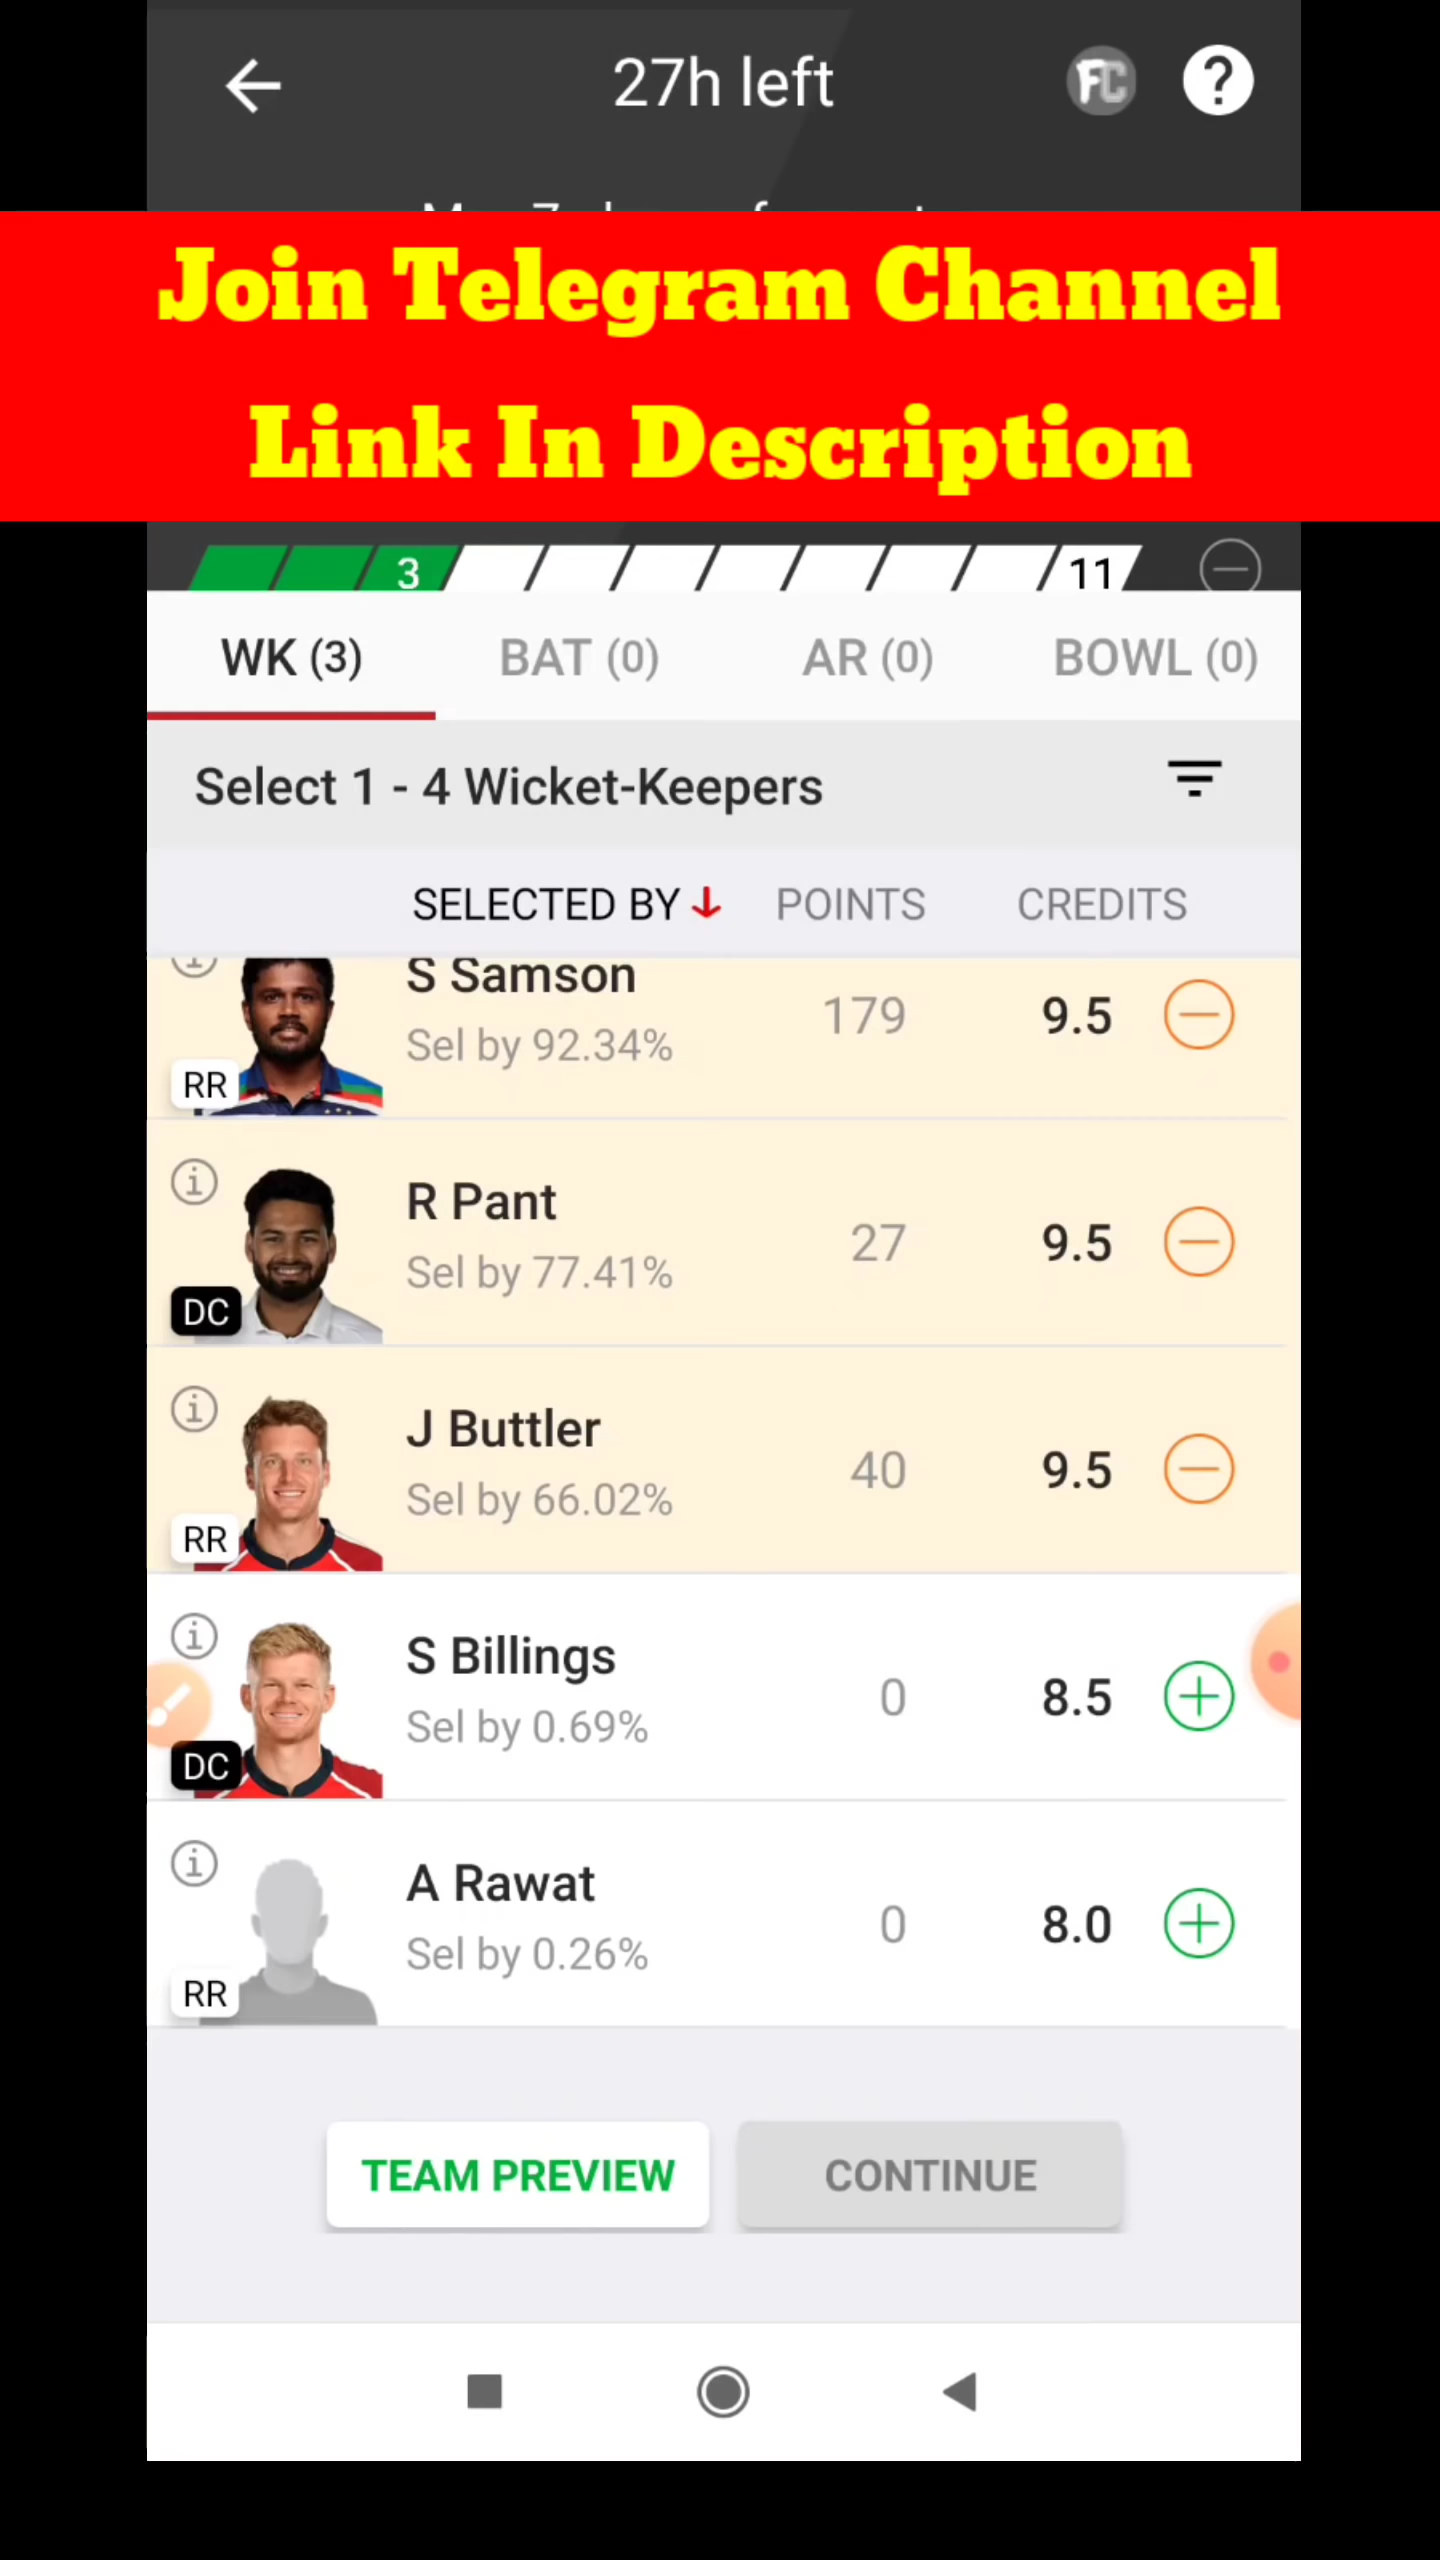 27h left
FC ?
Join Telegram Channel
Link In Description
3 11
WK (3) BAT (0) AR (0) BOWL (0)
Select 1 - 4 Wicket-Keepers
SELECTED BY POINTS CREDITS
S Samson
Sel by 92.34% 179 9.5
RR
R Pant
Sel by 77.41% 27 9.5
DC
J Buttler
Sel by 66.02% 40 9.5
RR
S Billings
Sel by 0.69% 0 8.5
DC
A Rawat
Sel by 0.26% 0 8.0
RR
TEAM PREVIEW CONTINUE